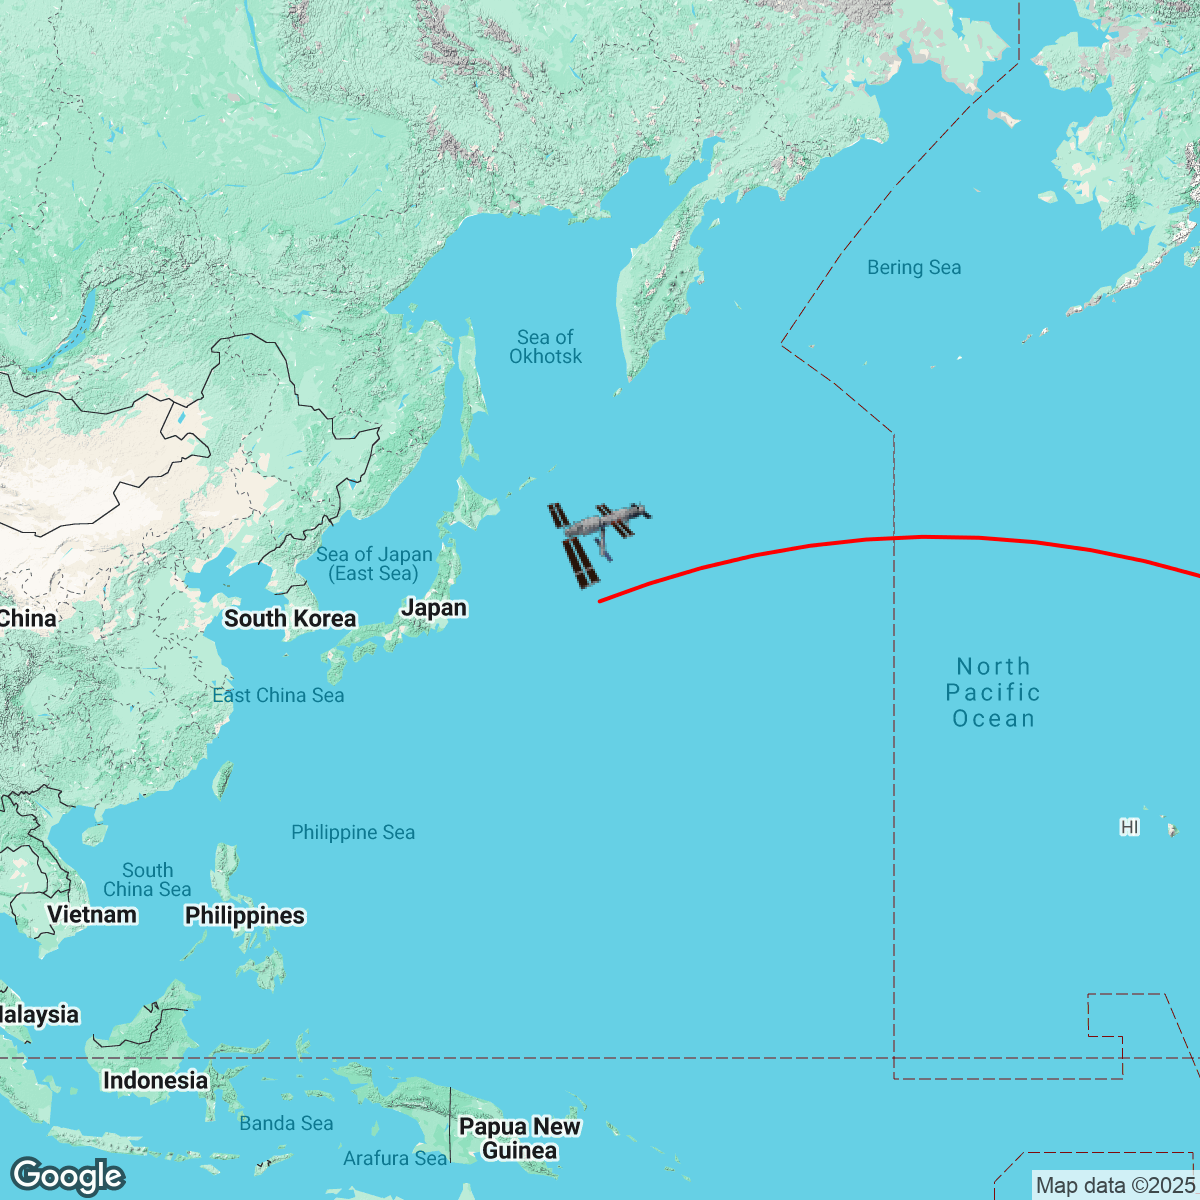 Bering Sea
Sea of
Okhotsk
Sea of Japan
(East Sea)
Japan
South Korea
China
East China Sea
North
Pacific
Ocean
Philippine Sea
HI
South
China Sea
Vietnam
Philippines
Malaysia
Indonesia
Banda Sea
Papua New
Guinea
Arafura Sea
Google
Map data ©2025